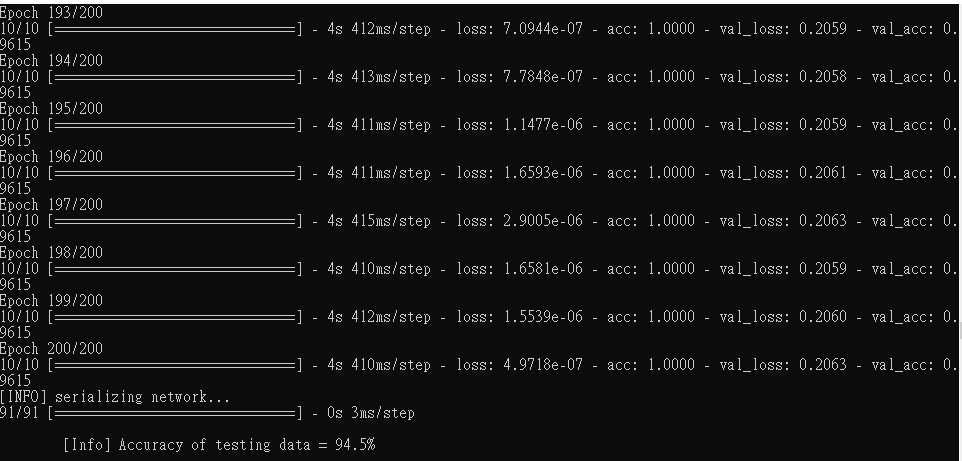 Epoch 193/200
10/10 [==============================] - 4s 412ms/step - loss: 7.0944e-07 - acc: 1.0000 - val_loss: 0.2059 - val_acc: 0.
9615
Epoch 194/200
10/10 [==============================] - 4s 413ms/step - loss: 7.7848e-07 - acc: 1.0000 - val_loss: 0.2058 - val_acc: 0.
9615
Epoch 195/200
10/10 [==============================] - 4s 411ms/step - loss: 1.1477e-06 - acc: 1.0000 - val_loss: 0.2059 - val_acc: 0.
9615
Epoch 196/200
10/10 [==============================] - 4s 411ms/step - loss: 1.6593e-06 - acc: 1.0000 - val_loss: 0.2061 - val_acc: 0.
9615
Epoch 197/200
10/10 [==============================] - 4s 415ms/step - loss: 2.9005e-06 - acc: 1.0000 - val_loss: 0.2063 - val_acc: 0.
9615
Epoch 198/200
10/10 [==============================] - 4s 410ms/step - loss: 1.6581e-06 - acc: 1.0000 - val_loss: 0.2059 - val_acc: 0.
9615
Epoch 199/200
10/10 [==============================] - 4s 412ms/step - loss: 1.5539e-06 - acc: 1.0000 - val_loss: 0.2060 - val_acc: 0.
9615
Epoch 200/200
10/10 [==============================] - 4s 410ms/step - loss: 4.9718e-07 - acc: 1.0000 - val_loss: 0.2063 - val_acc: 0.
9615
[INFO] serializing network...
91/91 [==============================] - 0s 3ms/step
[Info] Accuracy of testing data = 94.5%